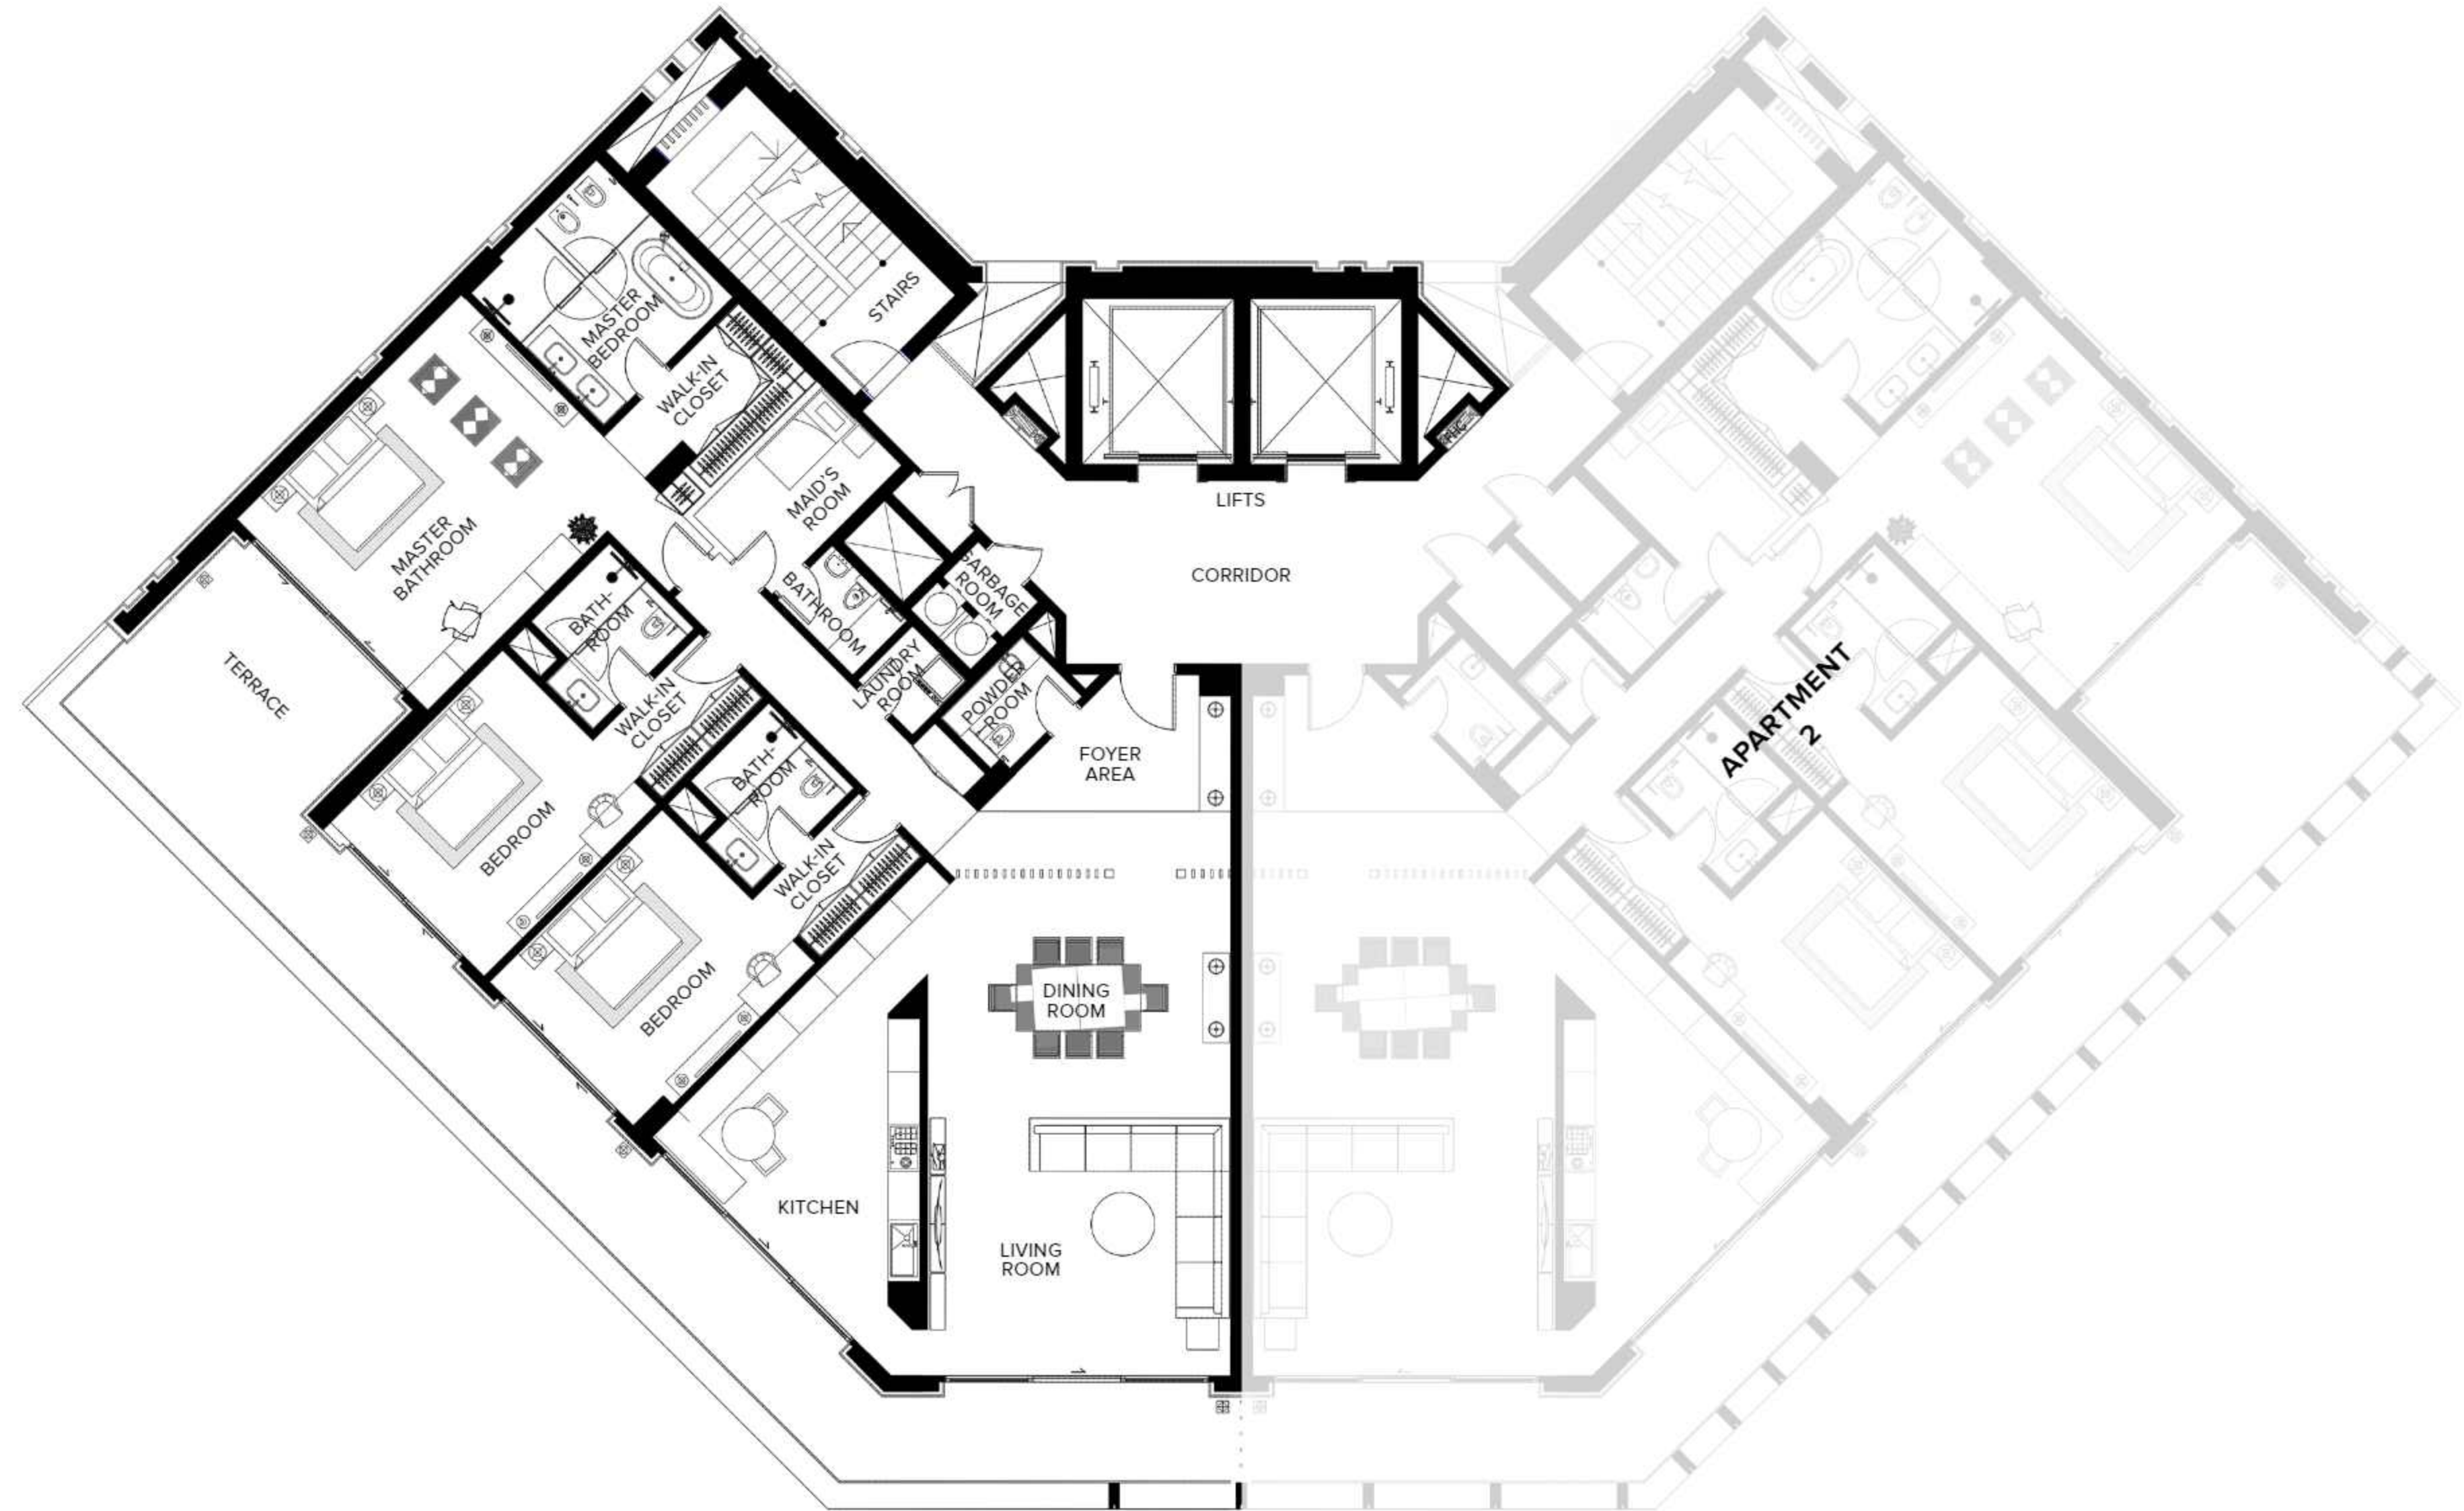 STAIRS
MASTER
BEDROOM
WALK-IN
CLOSET
MAID'S
ROOM
LIFTS
CORRIDOR
MASTER
BATHROOM
BATH-
ROOM
BATHROOM
GARBAGE
ROOM
TERRACE
WALK-IN
CLOSET
LAUNDRY
ROOM
POWDER
ROOM
APARTMENT
2
FOYER
AREA
BATH-
ROOM
BEDROOM
WALK-IN
CLOSET
BEDROOM
DINING
ROOM
KITCHEN
LIVING
ROOM